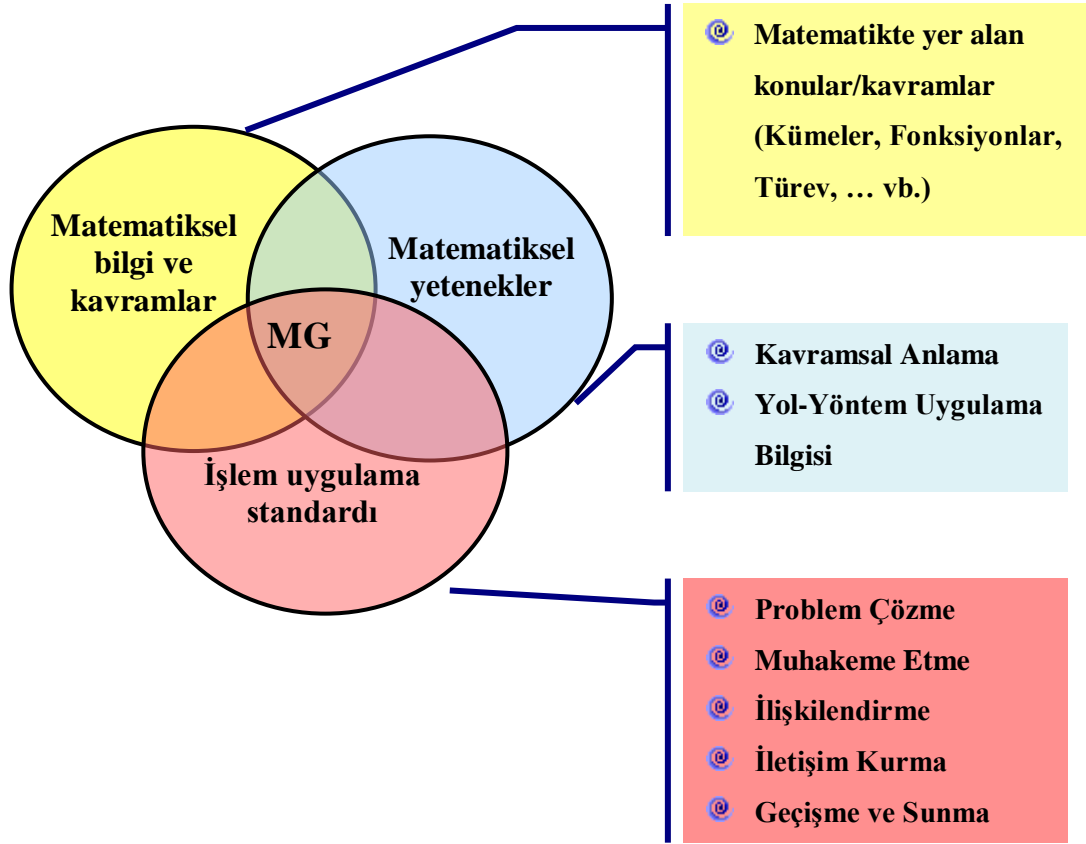 Matematikte yer alan
konular/kavramlar
(Kümeler, Fonksiyonlar,
Türev, … vb.)
Matematiksel
bilgi ve
kavramlar
Matematiksel
yetenekler
MG
İşlem uygulama
standardı
Kavramsal Anlama
Yol-Yöntem Uygulama
Bilgisi
Problem Çözme
Muhakeme Etme
İlişkilendirme
İletişim Kurma
Geçişme ve Sunma